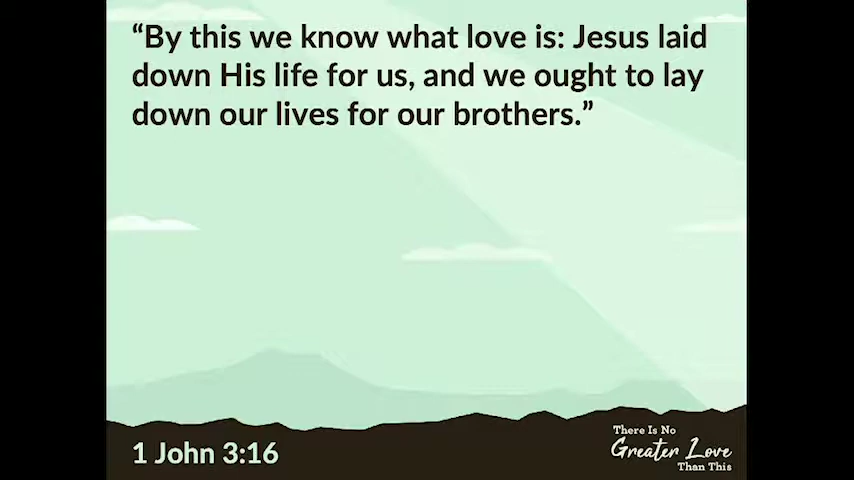 “By this we know what love is: Jesus laid
down His life for us, and we ought to lay
down our lives for our brothers.”
1 John 3:16
There Is No
Greater Love
Than This